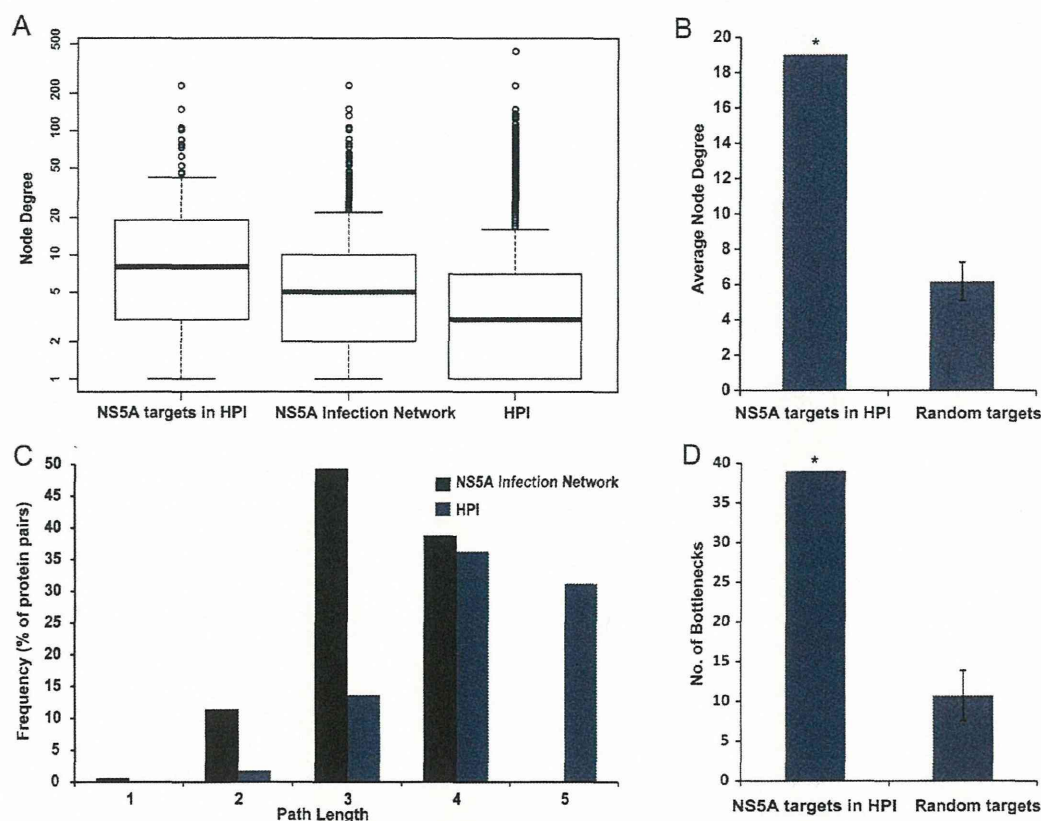 A
Node Degree
500
200
100
50
20
10
5
2
1
NS5A targets in HPI
NS5A Infection Network
HPI
B
Average Node Degree
20
18
16
14
12
10
8
6
4
2
0
*
NS5A targets in HPI
Random targets
C
Frequency (% of protein pairs)
50
45
40
35
30
25
20
15
10
5
0
NS5A Infection Network
HPI
1
2
3
4
5
Path Length
D
No. of Bottlenecks
40
35
30
25
20
15
10
5
0
*
NS5A targets in HPI
Random targets